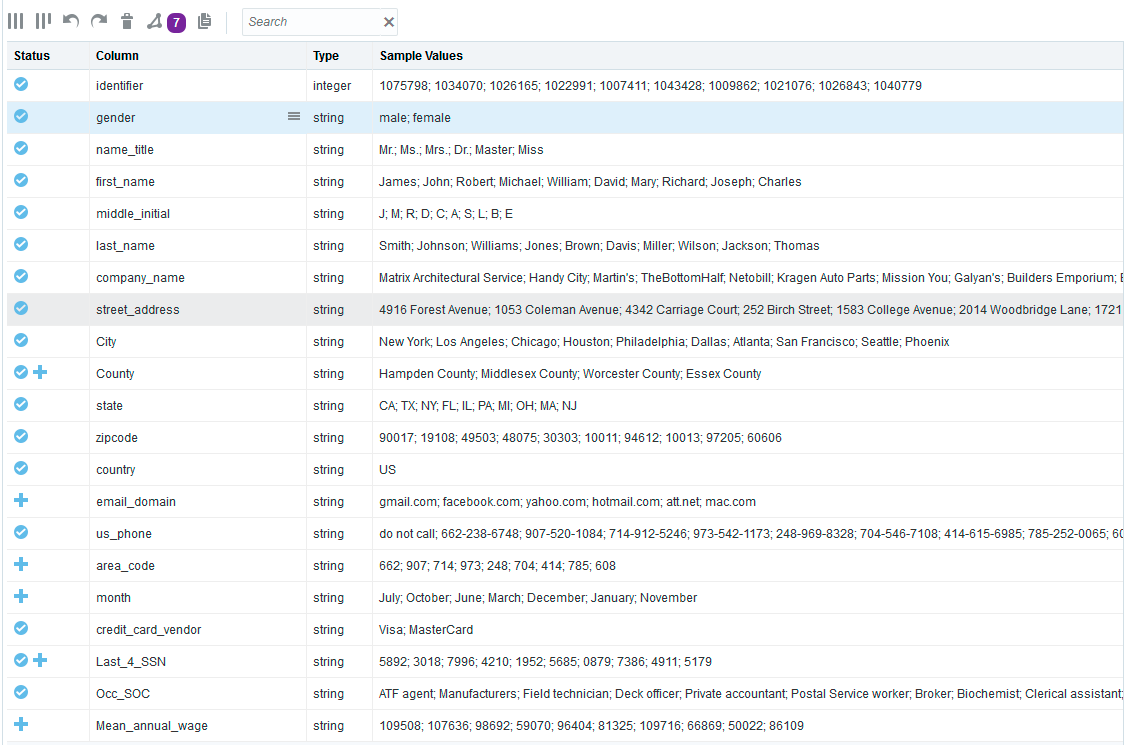 7 Search
Status Column Type Sample Values
identifier integer 1075798; 1034070; 1026165; 1022991; 1007411; 1043428; 1009862; 1021076; 1026843; 1040779
gender string male; female
name_title string Mr.; Ms.; Mrs.; Dr.; Master; Miss
first_name string James; John; Robert; Michael; William; David; Mary; Richard; Joseph; Charles
middle_initial string J; M; R; D; C; A; S; L; B; E
last_name string Smith; Johnson; Williams; Jones; Brown; Davis; Miller; Wilson; Jackson; Thomas
company_name string Matrix Architectural Service; Handy City; Martin's; TheBottomHalf; Netobill; Kragen Auto Parts; Mission You; Galyan's; Builders Emporium;
street_address string 4916 Forest Avenue; 1053 Coleman Avenue; 4342 Carriage Court; 252 Birch Street; 1583 College Avenue; 2014 Woodbridge Lane; 1721
City string New York; Los Angeles; Chicago; Houston; Philadelphia; Dallas; Atlanta; San Francisco; Seattle; Phoenix
County string Hampden County; Middlesex County; Worcester County; Essex County
state string CA; TX; NY; FL; IL; PA; MI; OH; MA; NJ
zipcode string 90017; 19108; 49503; 48075; 30303; 10011; 94612; 10013; 97205; 60606
country string US
email_domain string gmail.com; facebook.com; yahoo.com; hotmail.com; att.net; mac.com
us_phone string do not call; 662-238-6748; 907-520-1084; 714-912-5246; 973-542-1173; 248-969-8328; 704-546-7108; 414-615-6985; 785-252-0065; 60
area_code string 662; 907; 714; 973; 248; 704; 414; 785; 608
month string July; October; June; March; December; January; November
credit_card_vendor string Visa; MasterCard
Last_4_SSN string 5892; 3018; 7996; 4210; 1952; 5685; 0879; 7386; 4911; 5179
Occ_SOC string ATF agent; Manufacturers; Field technician; Deck officer; Private accountant; Postal Service worker; Broker; Biochemist; Clerical assistant;
Mean_annual_wage string 109508; 107636; 98692; 59070; 96404; 81325; 109716; 66869; 50022; 86109